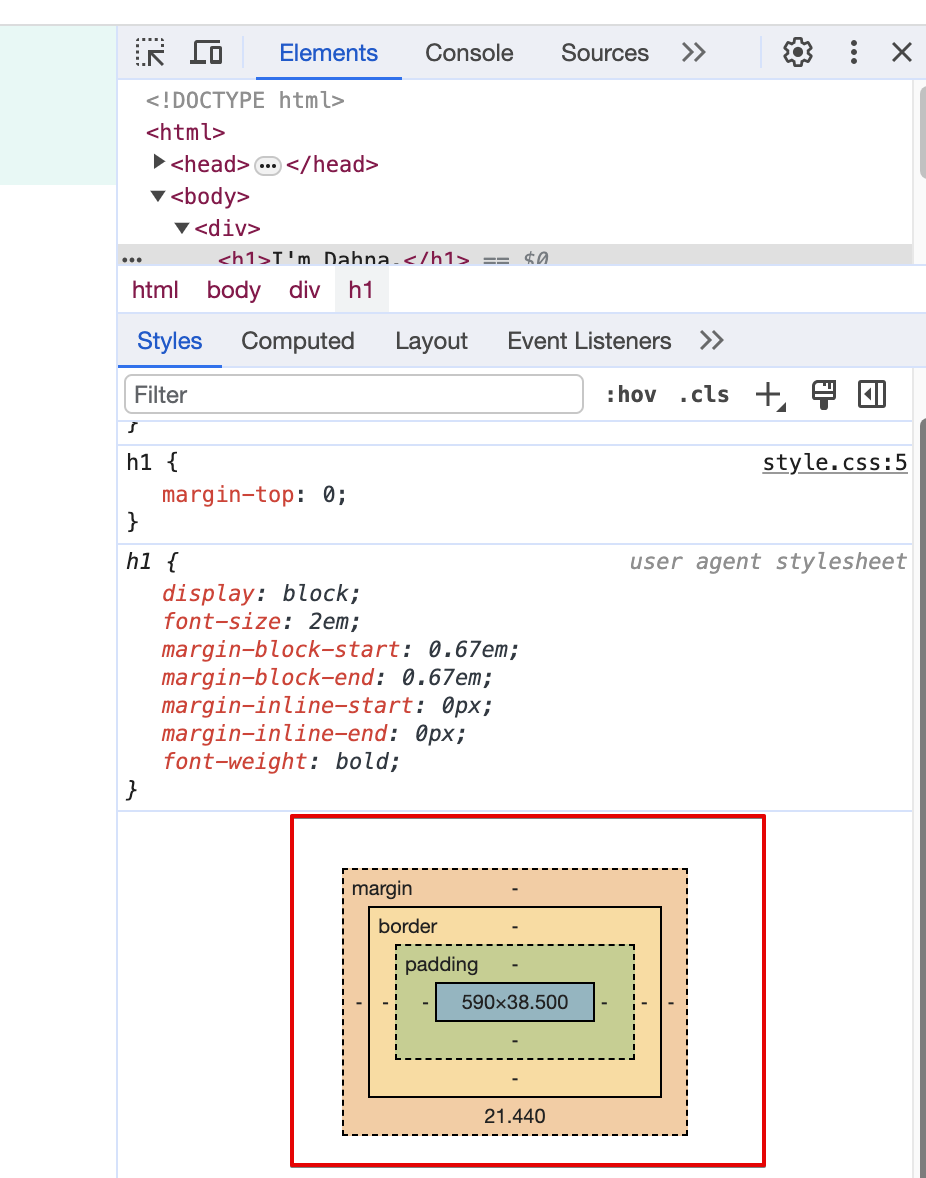 Elements Console Sources
<!DOCTYPE html>
<html>
<head> ••• </head>
<body>
<div>
••• <h1>I'm Dahna.</h1> == $0
html body div h1
Styles Computed Layout Event Listeners
Filter :hov .cls
}
h1 { style.css:5
margin-top: 0;
}
h1 { user agent stylesheet
display: block;
font-size: 2em;
margin-block-start: 0.67em;
margin-block-end: 0.67em;
margin-inline-start: 0px;
margin-inline-end: 0px;
font-weight: bold;
}
margin -
border -
padding -
- - - 590×38.500 - - -
-
-
21.440